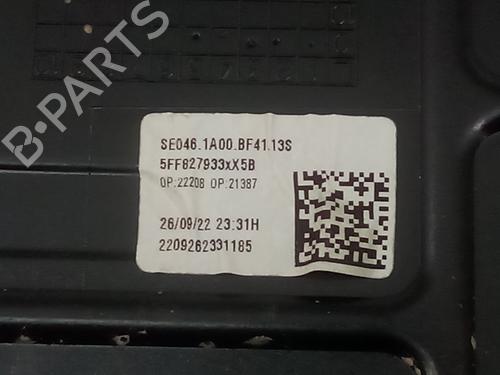 B-PARTS
SE046.1A00.BF41.13S
5FF827933xX5B
OP:22208 OP:21387
26/09/22 23:31H
2209262331185